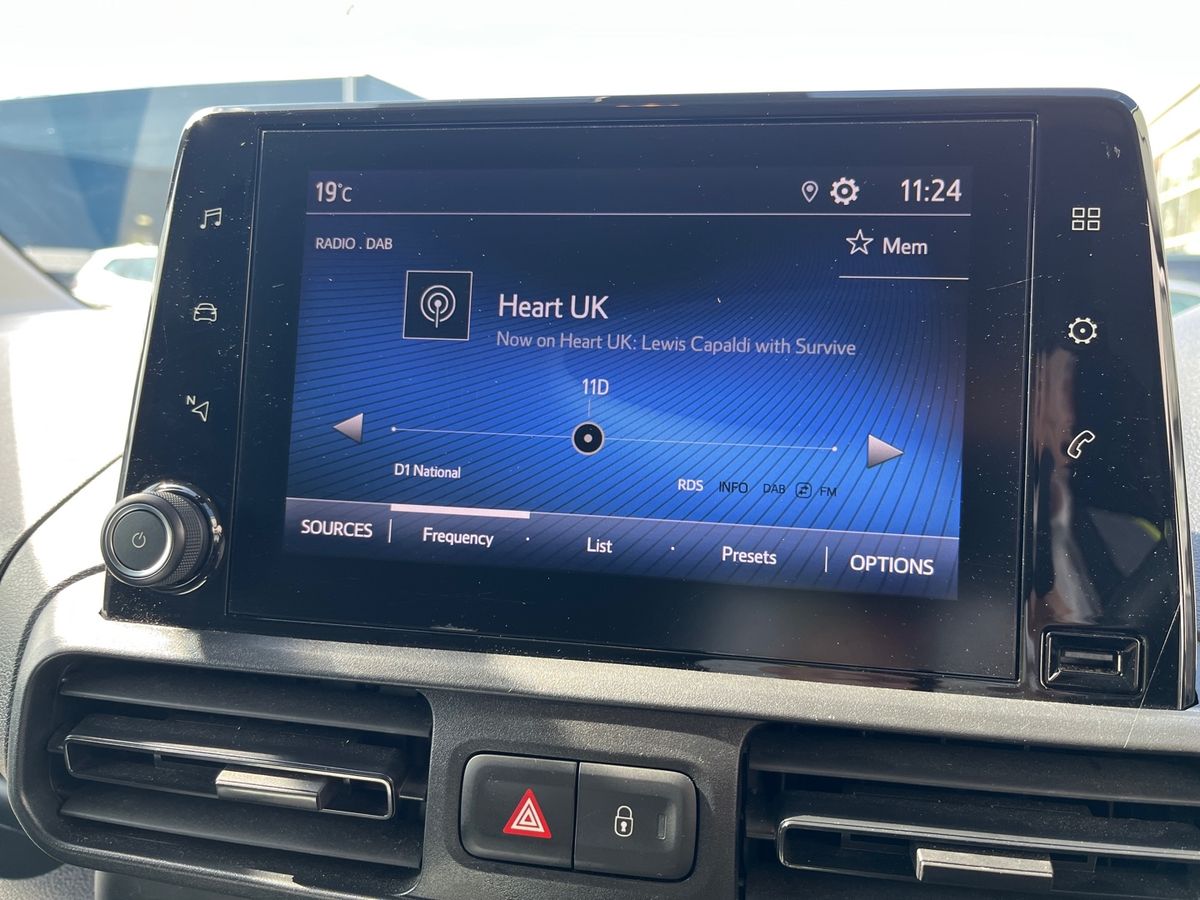 19°C
11:24
RADIO . DAB
Mem
Heart UK
Now on Heart UK: Lewis Capaldi with Survive
11D
D1 National
RDS INFO DAB FM
SOURCES Frequency · List · Presets OPTIONS
N